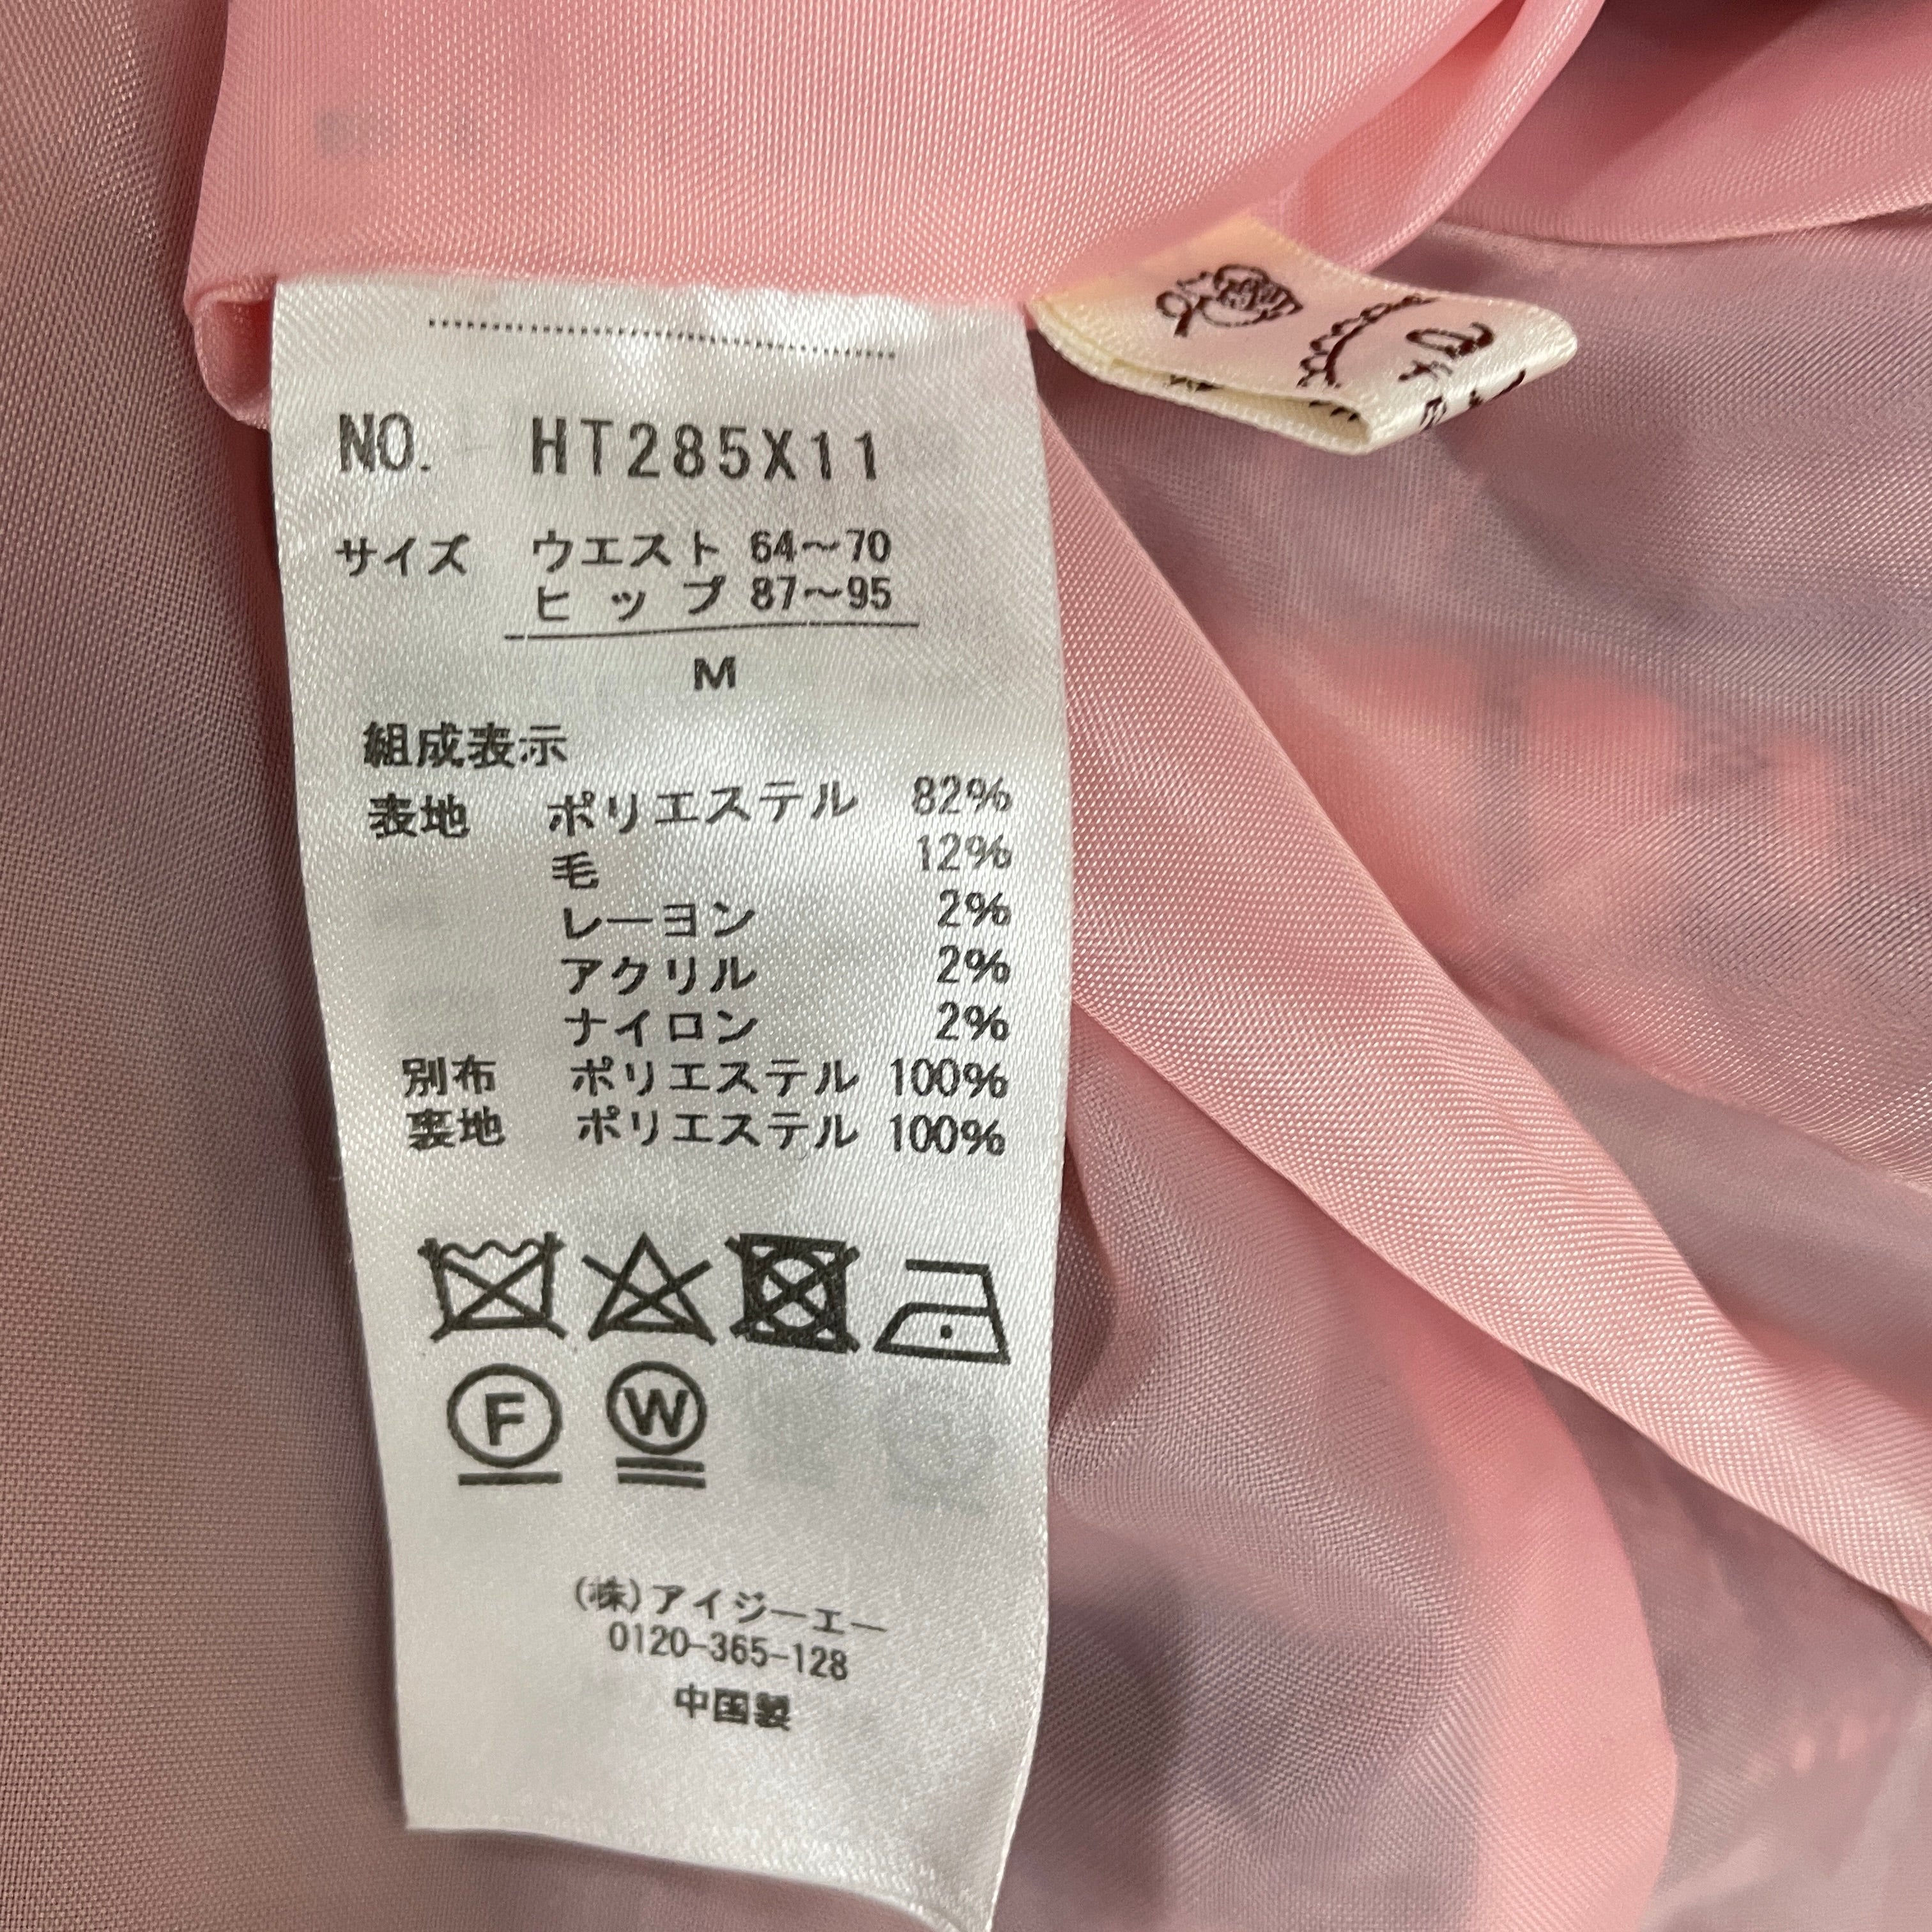 NO. HT285X11
サイズ ウエスト 64〜70
ヒップ 87〜95
M
組成表示
表地 ポリエステル 82%
毛 12%
レーヨン 2%
アクリル 2%
ナイロン 2%
別布 ポリエステル 100%
裏地 ポリエステル 100%
F W
(株)アイジーエー
0120-365-128
中国製